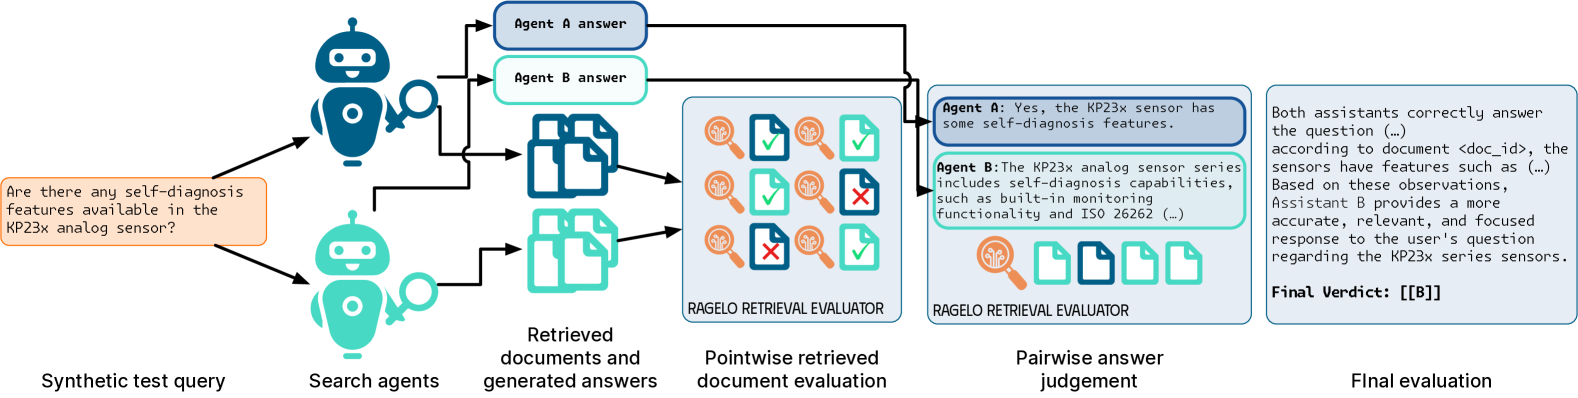 Agent A answer
Agent B answer
Are there any self-diagnosis
features available in the
KP23x analog sensor?
RAGELO RETRIEVAL EVALUATOR
Agent A: Yes, the KP23x sensor has
some self-diagnosis features.
Agent B:The KP23x analog sensor series
includes self-diagnosis capabilities,
such as built-in monitoring
functionality and ISO 26262 (…)
RAGELO RETRIEVAL EVALUATOR
Both assistants correctly answer
the question (…)
according to document <doc_id>, the
sensors have features such as (…)
Based on these observations,
Assistant B provides a more
accurate, relevant, and focused
response to the user's question
regarding the KP23x series sensors.
Final Verdict: [[B]]
Synthetic test query
Search agents
Retrieved
documents and
generated answers
Pointwise retrieved
document evaluation
Pairwise answer
judgement
FInal evaluation